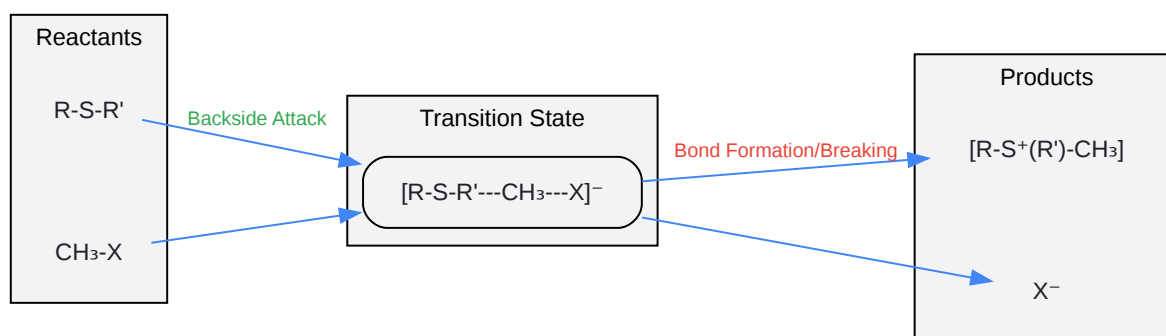 Reactants
R-S-R'
CH₃-X
Backside Attack
Transition State
[R-S-R'---CH₃---X]⁻
Bond Formation/Breaking
Products
[R-S⁺(R')-CH₃]
X⁻